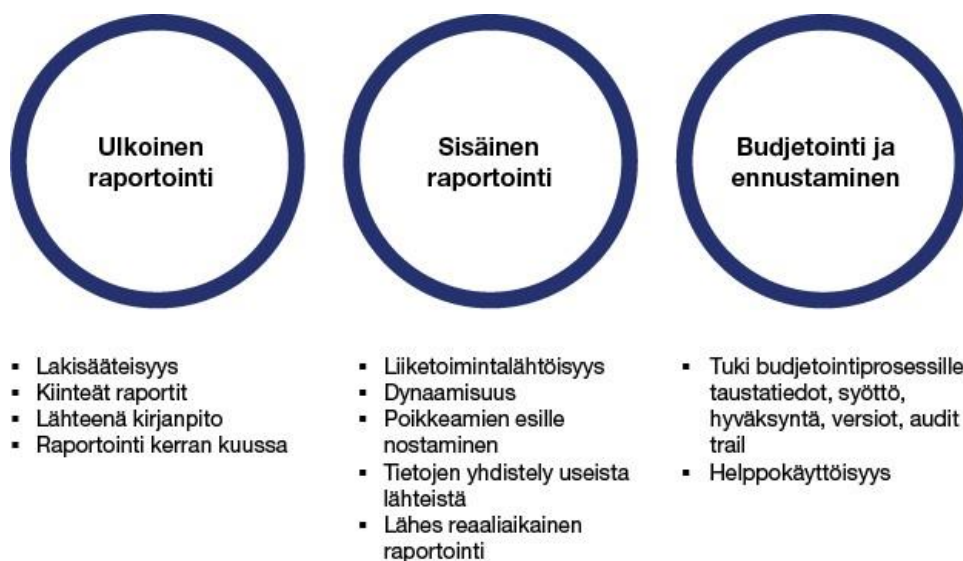 Ulkoinen
raportointi
Sisäinen
raportointi
Budjetointi ja
ennustaminen
▪ Lakisääteisyys
▪ Kiinteät raportit
▪ Lähteenä kirjanpito
▪ Raportointi kerran kuussa
▪ Liiketoimintalähtöisyys
▪ Dynaamisuus
▪ Poikkeamien esille
nostaminen
▪ Tietojen yhdistely useista
lähteistä
▪ Lähes reaaliaikainen
raportointi
▪ Tuki budjetointiprosessille
taustatiedot, syöttö,
hyväksyntä, versiot, audit
trail
▪ Helppokäyttöisyys